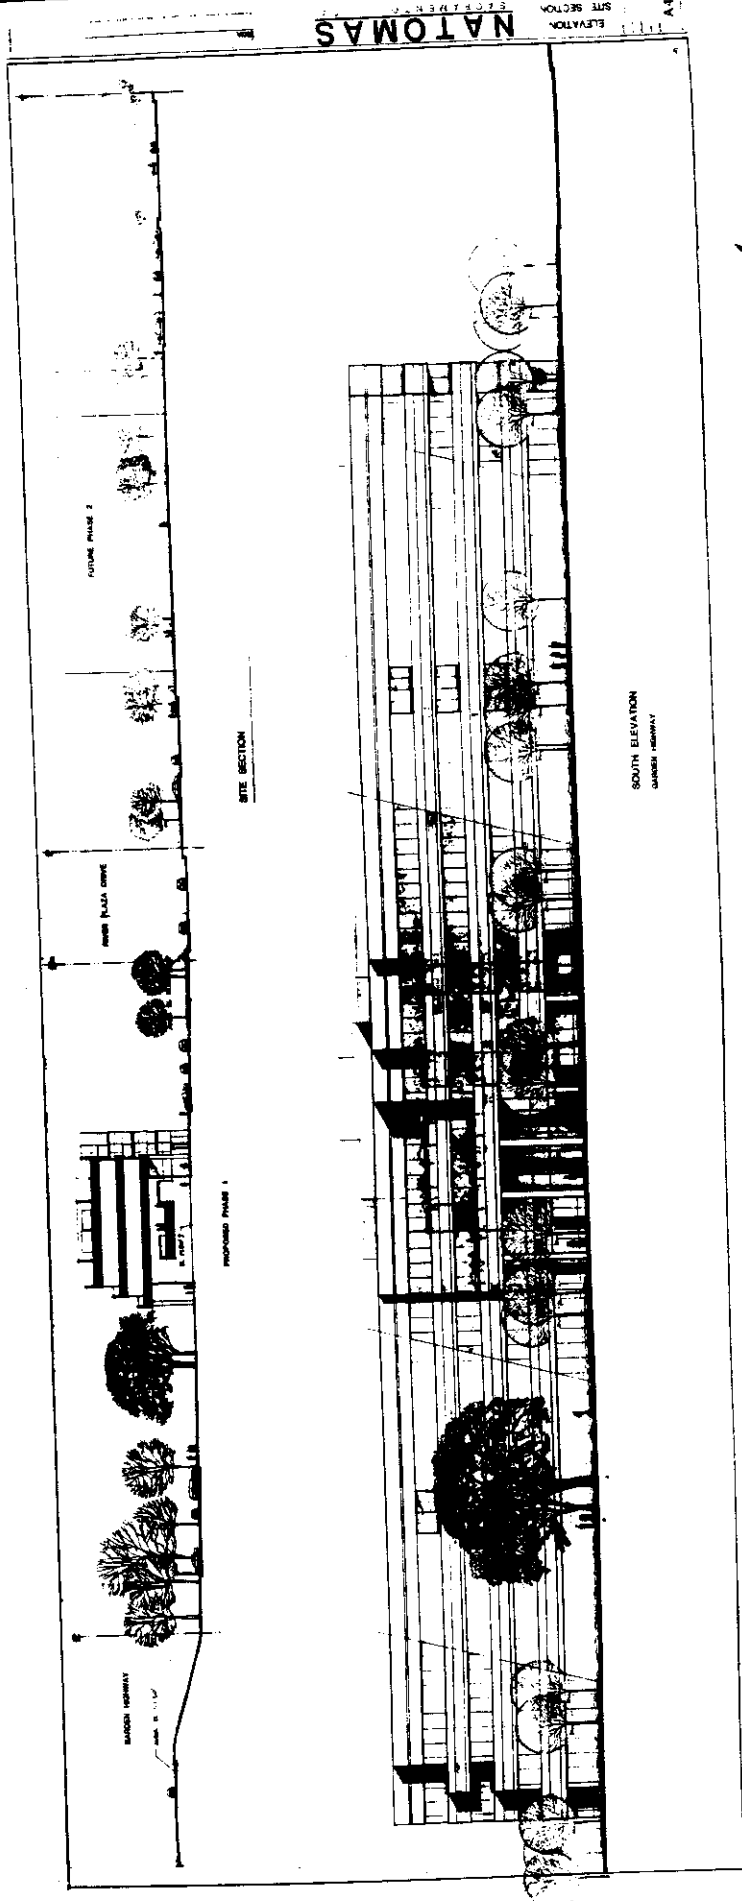 NATOMAS
SACRAMENTO
ELEVATION
SITE SECTION
FUTURE PHASE 2
RIVER PLAZA DRIVE
PROPOSED PHASE 1
GARDEN HIGHWAY
SITE SECTION
SOUTH ELEVATION
GARDEN HIGHWAY